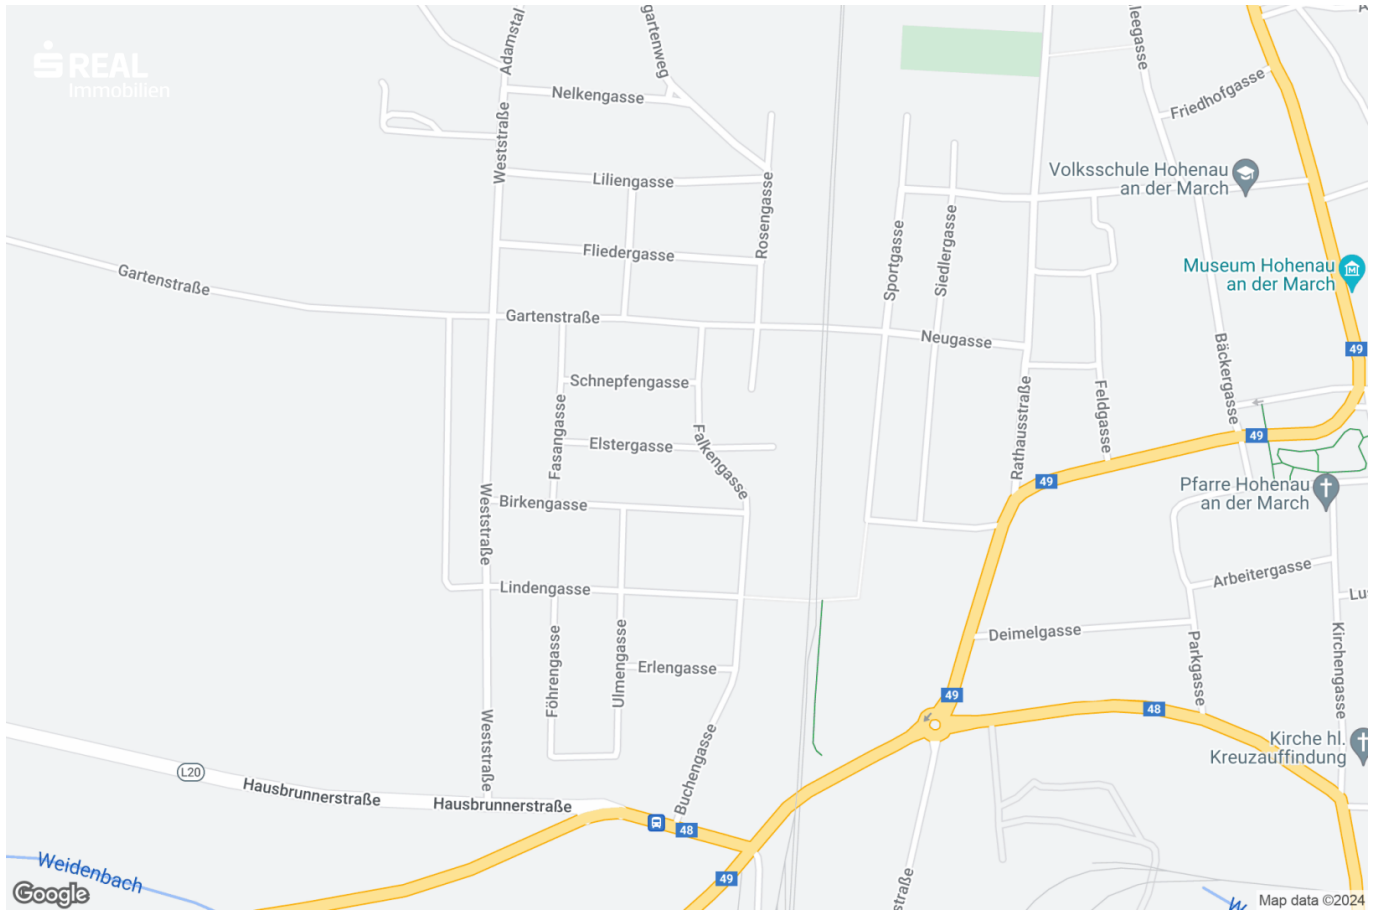 REAL
Immobilien
Adamstal
gartenweg
leegasse
Nelkengasse
Friedhofgasse
Weststraße
Liliengasse
Volksschule Hohenau
an der March
Rosengasse
Sportgasse
Siedlergasse
Fliedergasse
Gartenstraße
Museum Hohenau
an der March
Gartenstraße
Neugasse
49
Bäckergasse
Schnepfengasse
Feldgasse
Rathausstraße
Fasangasse
Elstergasse
Falkengasse
49
49
Pfarre Hohenau
an der March
Weststraße
Birkengasse
Arbeitergasse
Lindengasse
Lu
Deimelgasse
Kirchengasse
Parkgasse
Föhrengasse
Ulmengasse
Erlengasse
49
48
Weststraße
Buchengasse
Kirche hl.
Kreuzauffindung
L20
Hausbrunnerstraße
Hausbrunnerstraße
48
49
Weidenbach
straße
W
Google
Map data ©2024